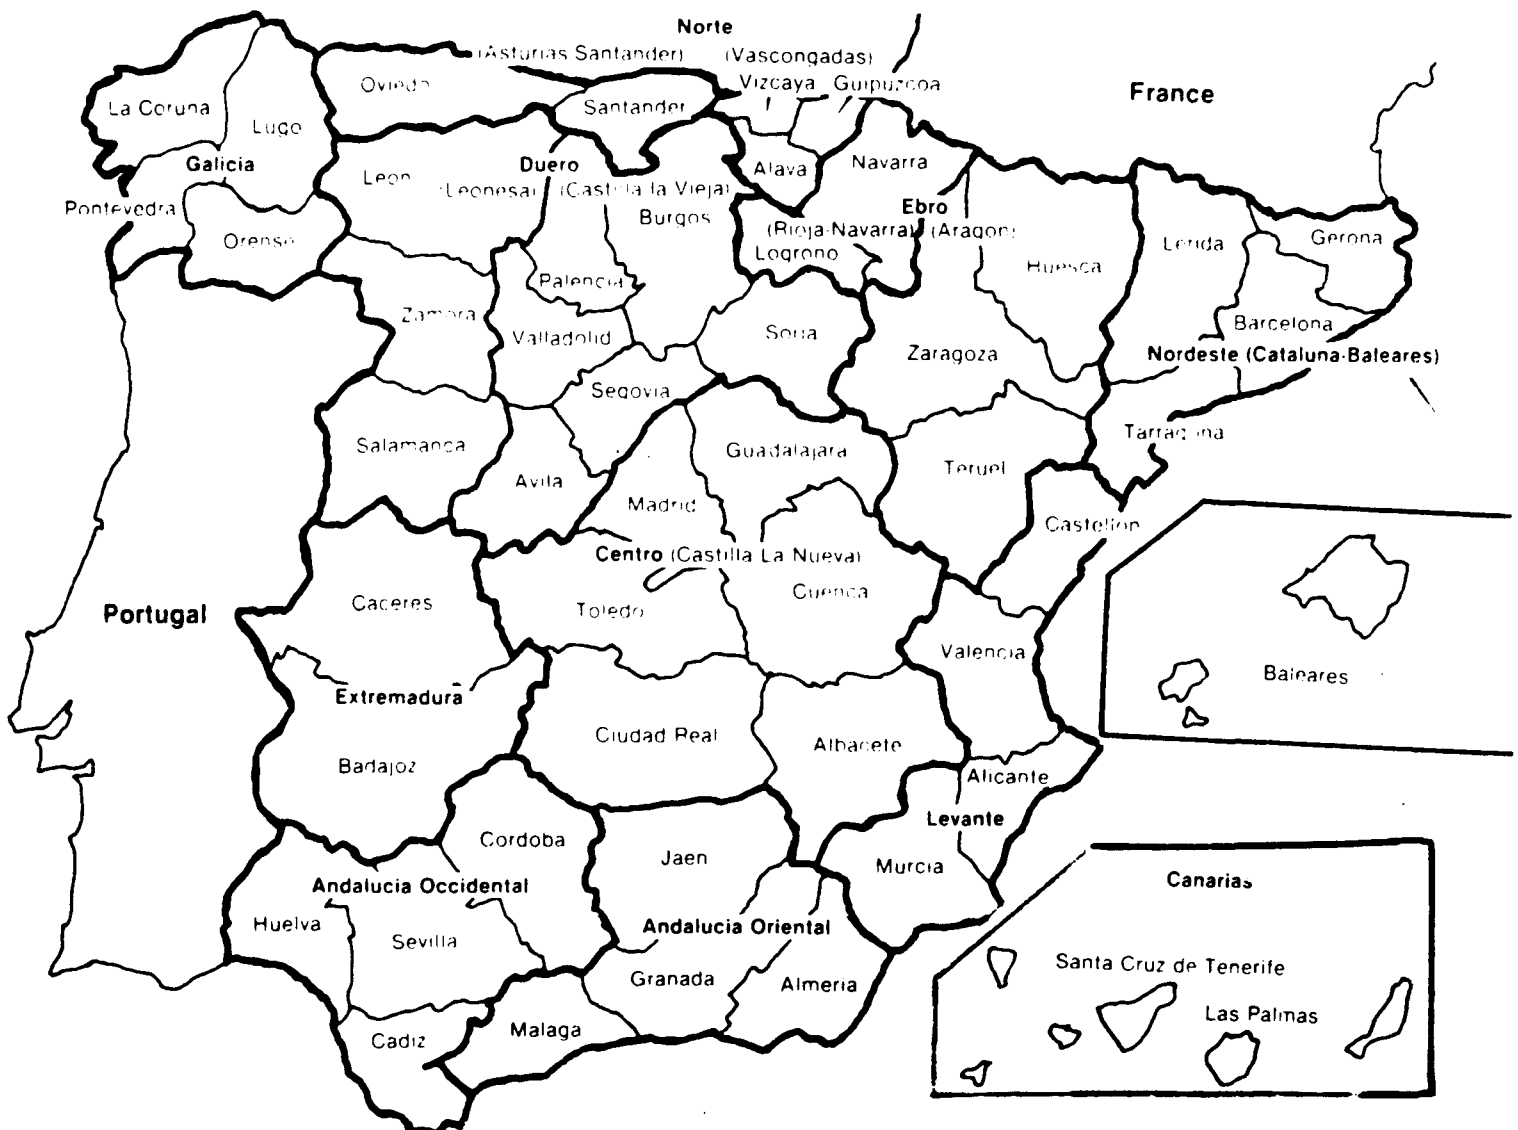 Norte
(Asturias Santander) (Vascongadas)
Oviedo Vizcaya Guipuzcoa
France
La Coruna Santander
Lugo
Galicia Duero Alava Navarra
Leon (Leonesa) (Castilla la Vieja)
Pontevedra Burgos Ebro
Orense (Rioja-Navarra) (Aragon) Lerida Gerona
Logrono Huesca
Palencia
Zamora Valladolid Soria Barcelona
Zaragoza Nordeste (Cataluna-Baleares)
Segovia
Salamanca Guadalajara Tarragona
Avila Teruel
Madrid Castellon
Centro (Castilla La Nueva)
Portugal Caceres Toledo Cuenca
Valencia Baleares
Extremadura
Badajoz Ciudad Real Albacete
Alicante
Levante
Cordoba Jaen Murcia
Andalucia Occidental Canarias
Huelva Sevilla Andalucia Oriental
Granada Almeria Santa Cruz de Tenerife
Cadiz Malaga Las Palmas